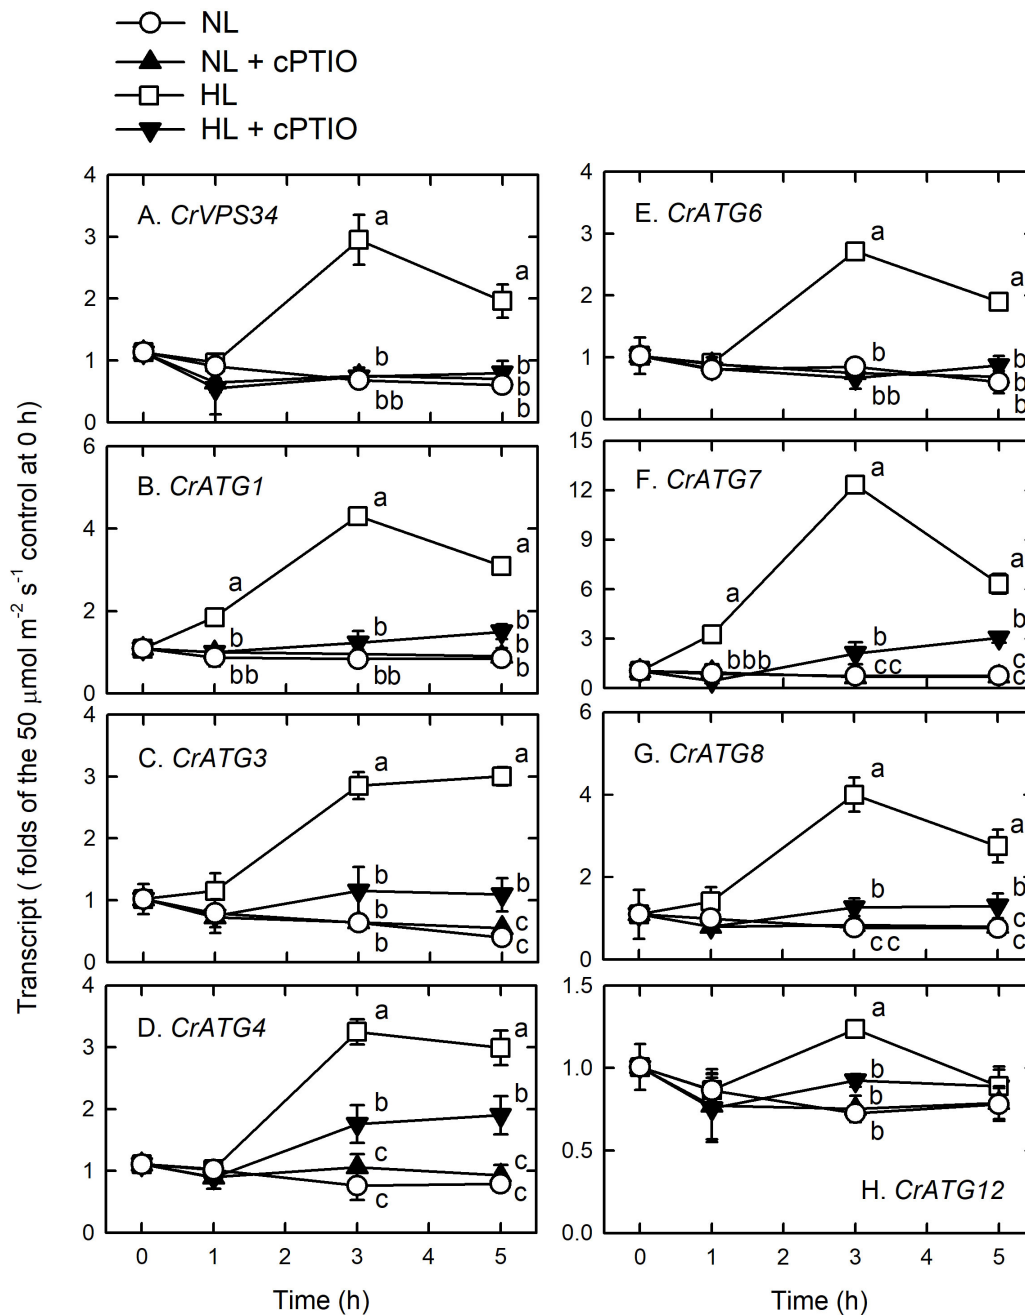 NL
NL + cPTIO
HL
HL + cPTIO
Transcript ( folds of the 50 μmol m⁻² s⁻¹ control at 0 h)
4
3
2
1
0
A. CrVPS34
a
a
b
bb
b
b
b
6
4
2
0
B. CrATG1
a
a
a
b
bb
b
bb
b
b
b
4
3
2
1
0
C. CrATG3
a
a
b
b
b
b
c
c
4
3
2
1
0
D. CrATG4
a
a
b
b
c
c
c
c
0
1
2
3
4
5
Time (h)
4
3
2
1
0
E. CrATG6
a
a
b
bb
b
b
b
15
12
9
6
3
0
F. CrATG7
a
a
a
bbb
b
cc
b
c
c
6
4
2
0
G. CrATG8
a
a
b
cc
b
c
c
1.5
1.0
0.5
0.0
a
b
b
b
H. CrATG12
0
1
2
3
4
5
Time (h)